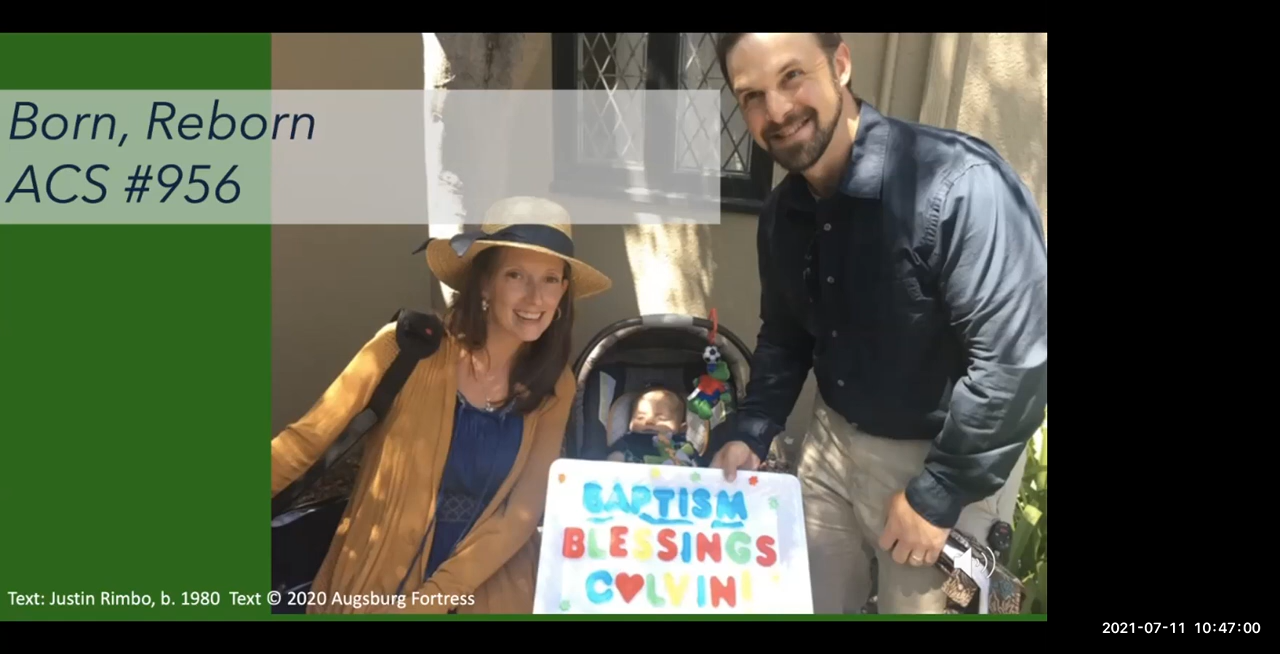 Born, Reborn
ACS #956
BAPTISM
BLESSINGS
C♥LVIN!
Text: Justin Rimbo, b. 1980 Text © 2020 Augsburg Fortress
2021-07-11 10:47:00